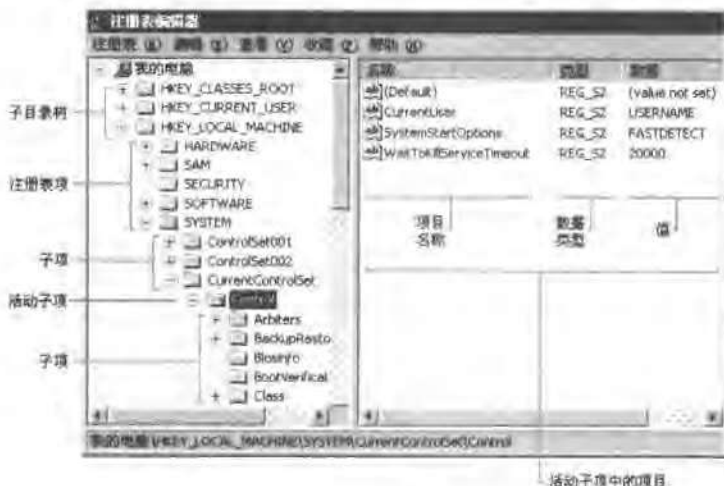 注册表编辑器
注册表 (R) 编辑 (E) 查看 (V) 收藏 (F) 帮助 (H)
我的电脑
HKEY_CLASSES_ROOT
HKEY_CURRENT_USER
HKEY_LOCAL_MACHINE
HARDWARE
SAM
SECURITY
SOFTWARE
SYSTEM
ControlSet001
ControlSet002
CurrentControlSet
Control
Arbiters
BackupResto
BiosInfo
BootVerificat
Class
子目录树
注册表项
子项
活动子项
子项
名称 类型 数据
(Default) REG_SZ (value not set)
CurrentUser REG_SZ USERNAME
SystemStartOptions REG_SZ FASTDETECT
WaitToKillServiceTimeout REG_SZ 20000
项目
名称
数据
类型
值
我的电脑\HKEY_LOCAL_MACHINE\SYSTEM\CurrentControlSet\Control
活动子项中的项目